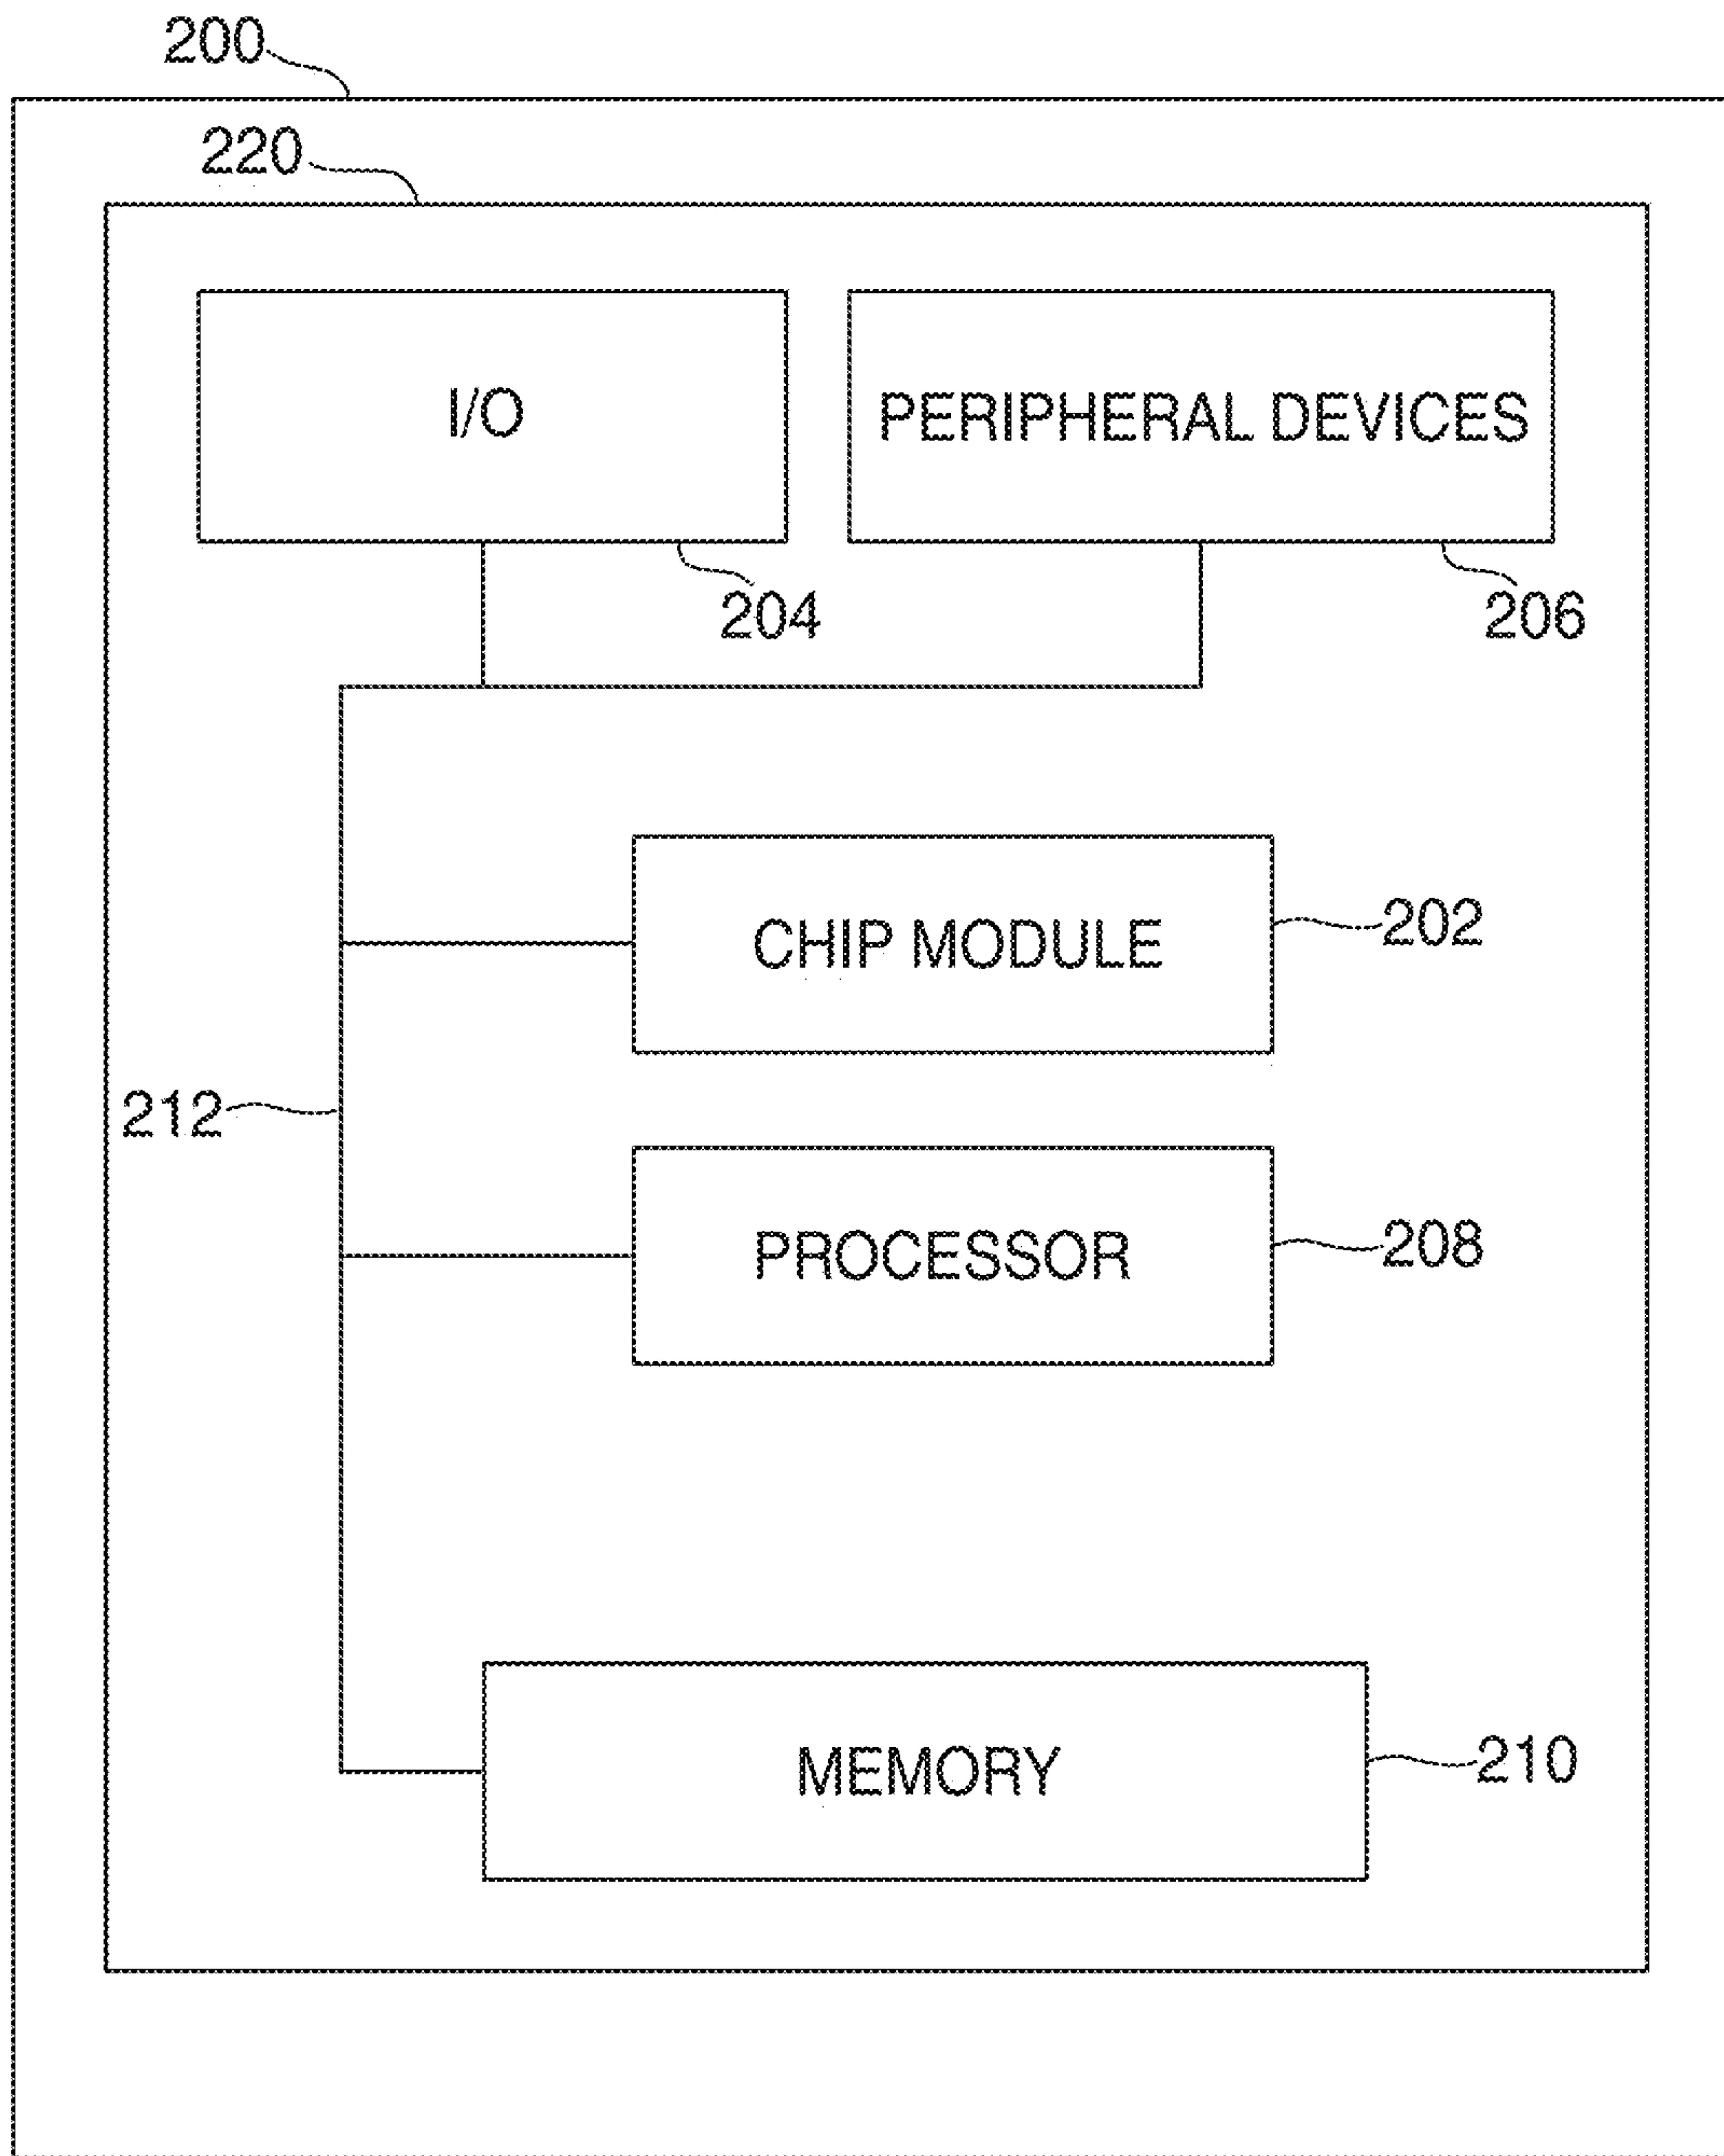 200
220
I/O
PERIPHERAL DEVICES
204
206
CHIP MODULE
202
212
PROCESSOR
208
MEMORY
210